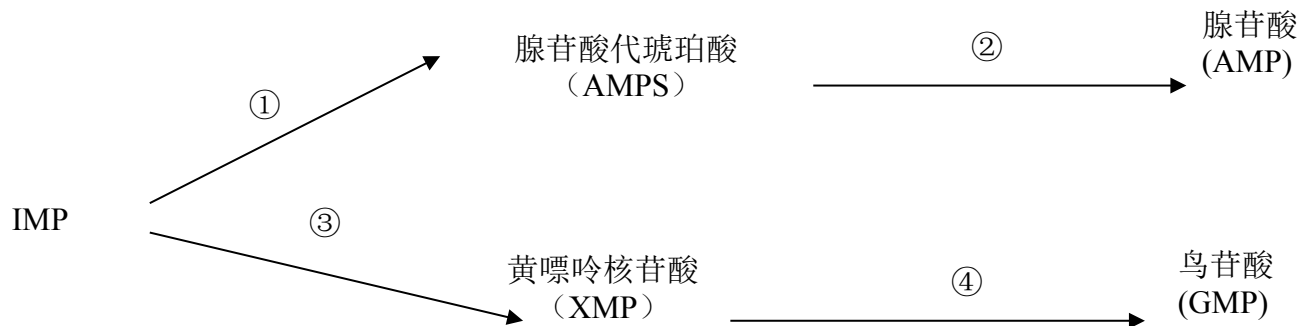 腺苷酸代琥珀酸
（AMPS）
②
腺苷酸
(AMP)
①
IMP
③
黄嘌呤核苷酸
（XMP）
④
鸟苷酸
(GMP)